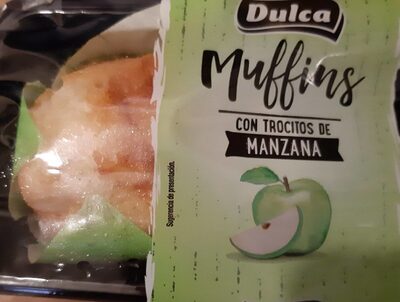 Dulca
Muffins
CON TROCITOS DE
MANZANA
Sugerencia de presentación.